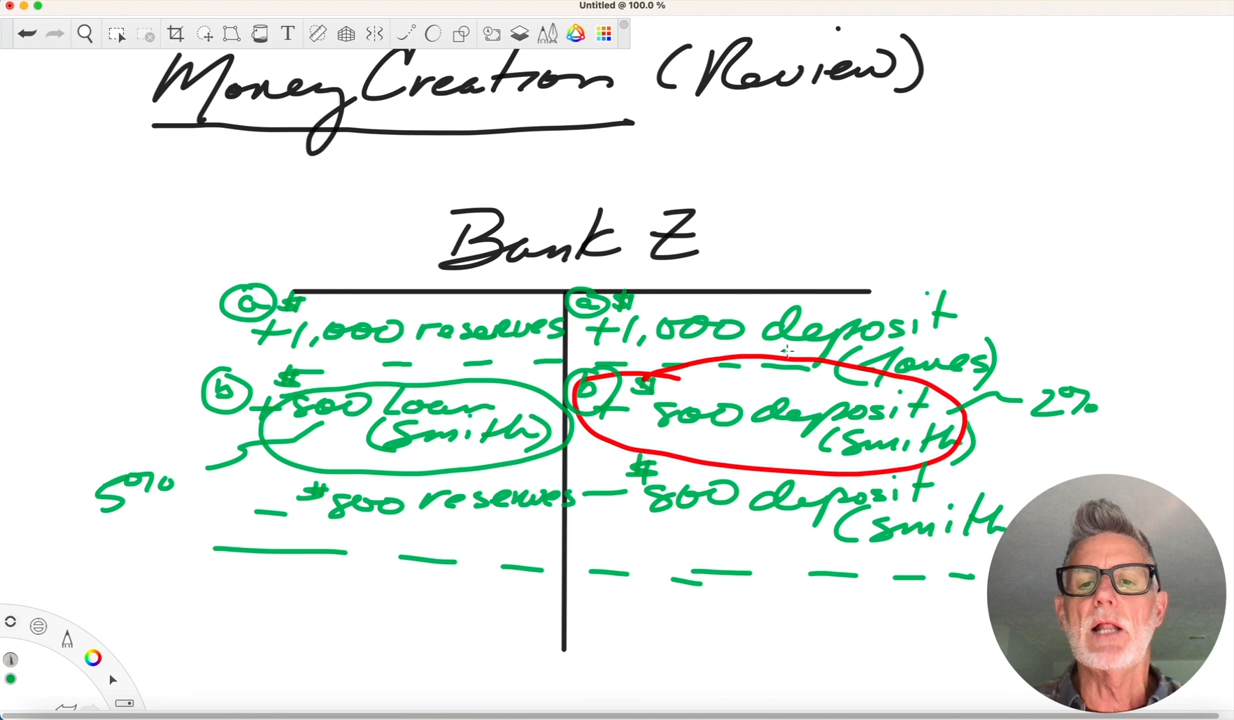 Untitled @ 100.0 %
T
Money Creation (Review)
Bank Z
a $ a $
+1,000 reserves +1,000 deposit
(Jones)
b $ b $
+ 800 Loan + 800 deposit 2%
(Smith) (Smith)
5%
- $800 reserves - $800 deposit
(Smith